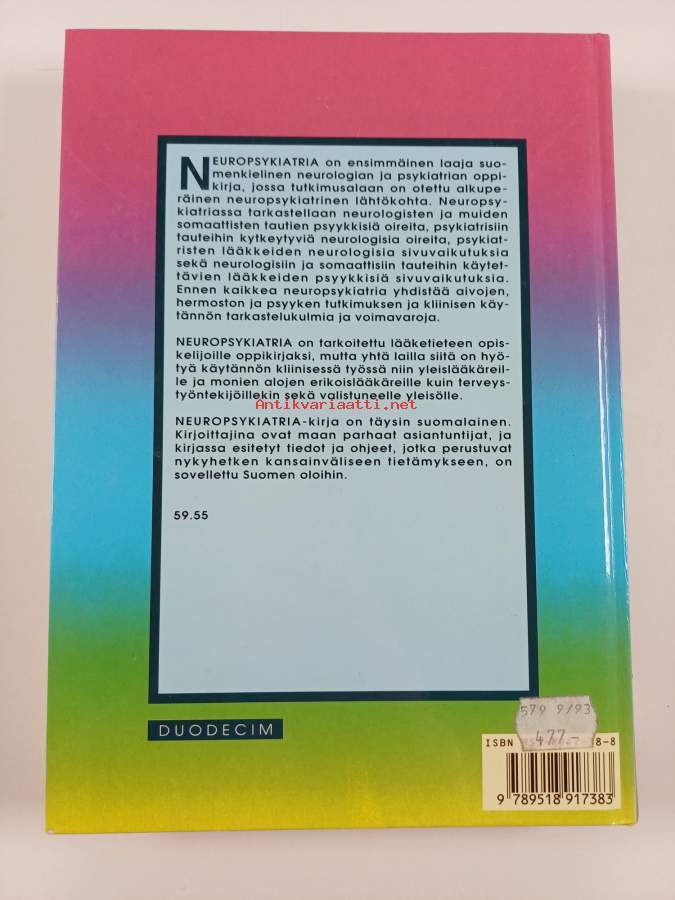 NEUROPSYKIATRIA on ensimmäinen laaja suo-
menkielinen neurologian ja psykiatrian oppi-
kirja, jossa tutkimusalaan on otettu alkupe-
räinen neuropsykiatrinen lähtökohta. Neuropsy-
kiatriassa tarkastellaan neurologisten ja muiden
somaattisten tautien psyykkisiä oireita, psykiatrisiin
tauteihin kytkeytyviä neurologisia oireita, psykiat-
risten lääkkeiden neurologisia sivuvaikutuksia
sekä neurologisiin ja somaattisiin tauteihin käytet-
tävien lääkkeiden psyykkisiä sivuvaikutuksia.
Ennen kaikkea neuropsykiatria yhdistää aivojen,
hermoston ja psyyken tutkimuksen ja kliinisen käy-
tännön tarkastelukulmia ja voimavaroja.
NEUROPSYKIATRIA on tarkoitettu lääketieteen opis-
kelijoille oppikirjaksi, mutta yhtä lailla siitä on hyö-
tyä käytännön kliinisessä työssä niin yleislääkäreil-
le ja monien alojen erikoislääkäreille kuin terveys-
työntekijöillekin sekä valistuneelle yleisölle.
Antikvariaatti.net
NEUROPSYKIATRIA-kirja on täysin suomalainen.
Kirjoittajina ovat maan parhaat asiantuntijat, ja
kirjassa esitetyt tiedot ja ohjeet, jotka perustuvat
nykyhetken kansainväliseen tietämykseen, on
sovellettu Suomen oloihin.
59.55
DUODECIM
579 9/93
477-
ISBN 8-8
9 789518 917383